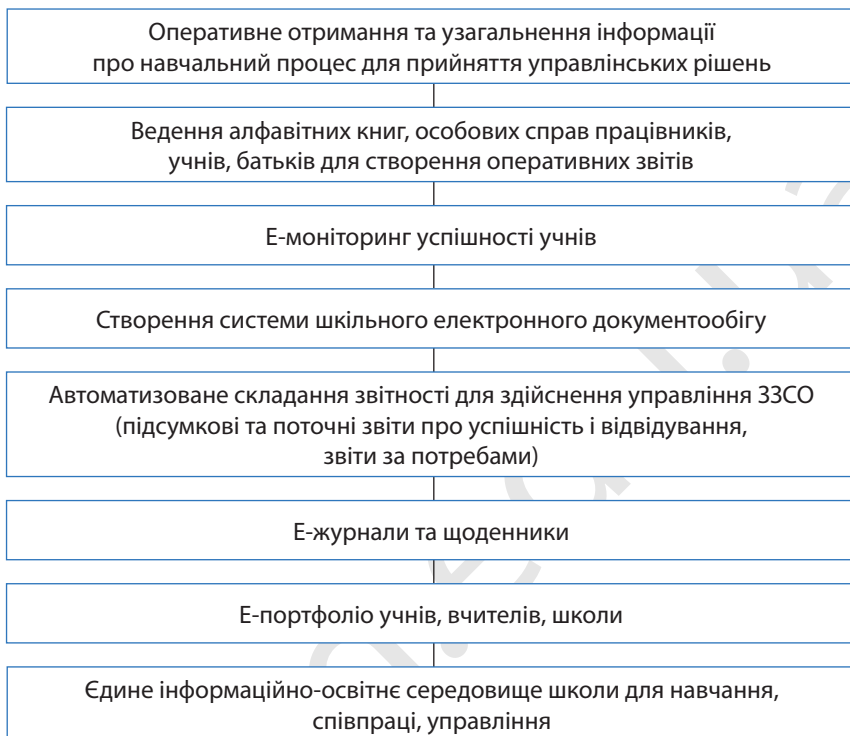 Оперативне отримання та узагальнення інформації
про навчальний процес для прийняття управлінських рішень
Ведення алфавітних книг, особових справ працівників,
учнів, батьків для створення оперативних звітів
Е-моніторинг успішності учнів
Створення системи шкільного електронного документообігу
Автоматизоване складання звітності для здійснення управління ЗЗСО
(підсумкові та поточні звіти про успішність і відвідування,
звіти за потребами)
Е-журнали та щоденники
Е-портфоліо учнів, вчителів, школи
Єдине інформаційно-освітнє середовище школи для навчання,
співпраці, управління